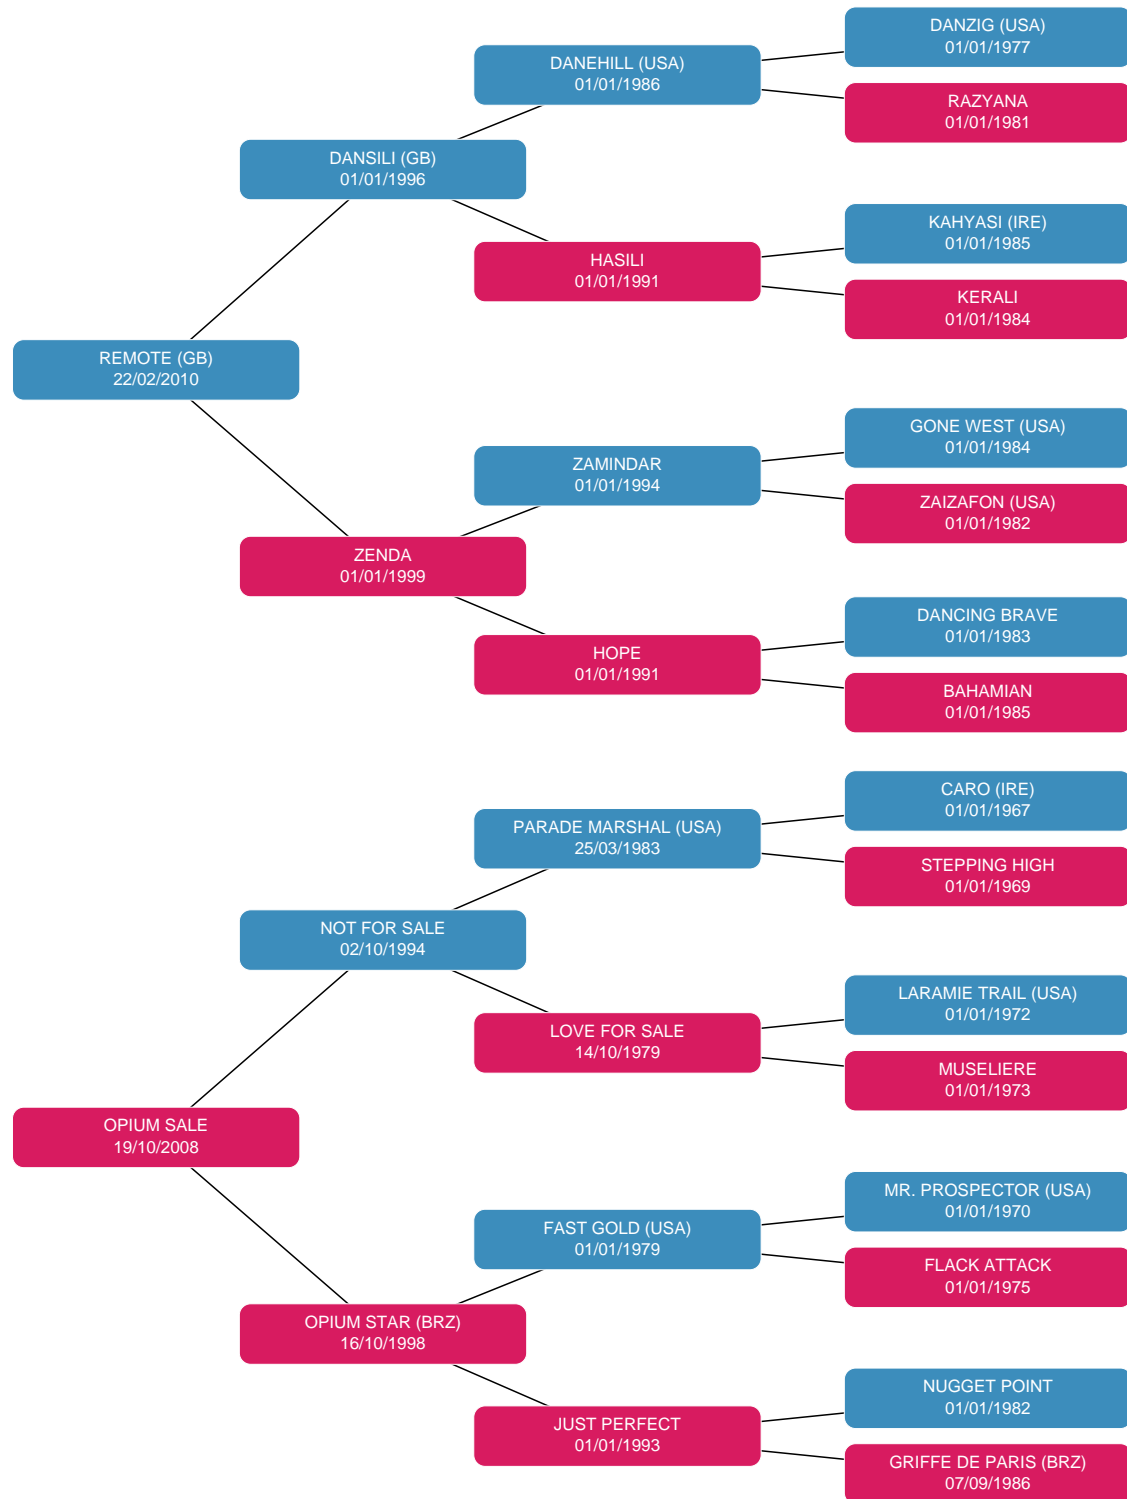 DANZIG (USA)
01/01/1977
DANEHILL (USA)
01/01/1986
RAZYANA
01/01/1981
DANSILI (GB)
01/01/1996
KAHYASI (IRE)
01/01/1985
HASILI
01/01/1991
KERALI
01/01/1984
REMOTE (GB)
22/02/2010
GONE WEST (USA)
01/01/1984
ZAMINDAR
01/01/1994
ZAIZAFON (USA)
01/01/1982
ZENDA
01/01/1999
DANCING BRAVE
01/01/1983
HOPE
01/01/1991
BAHAMIAN
01/01/1985
CARO (IRE)
01/01/1967
PARADE MARSHAL (USA)
25/03/1983
STEPPING HIGH
01/01/1969
NOT FOR SALE
02/10/1994
LARAMIE TRAIL (USA)
01/01/1972
LOVE FOR SALE
14/10/1979
MUSELIERE
01/01/1973
OPIUM SALE
19/10/2008
MR. PROSPECTOR (USA)
01/01/1970
FAST GOLD (USA)
01/01/1979
FLACK ATTACK
01/01/1975
OPIUM STAR (BRZ)
16/10/1998
NUGGET POINT
01/01/1982
JUST PERFECT
01/01/1993
GRIFFE DE PARIS (BRZ)
07/09/1986